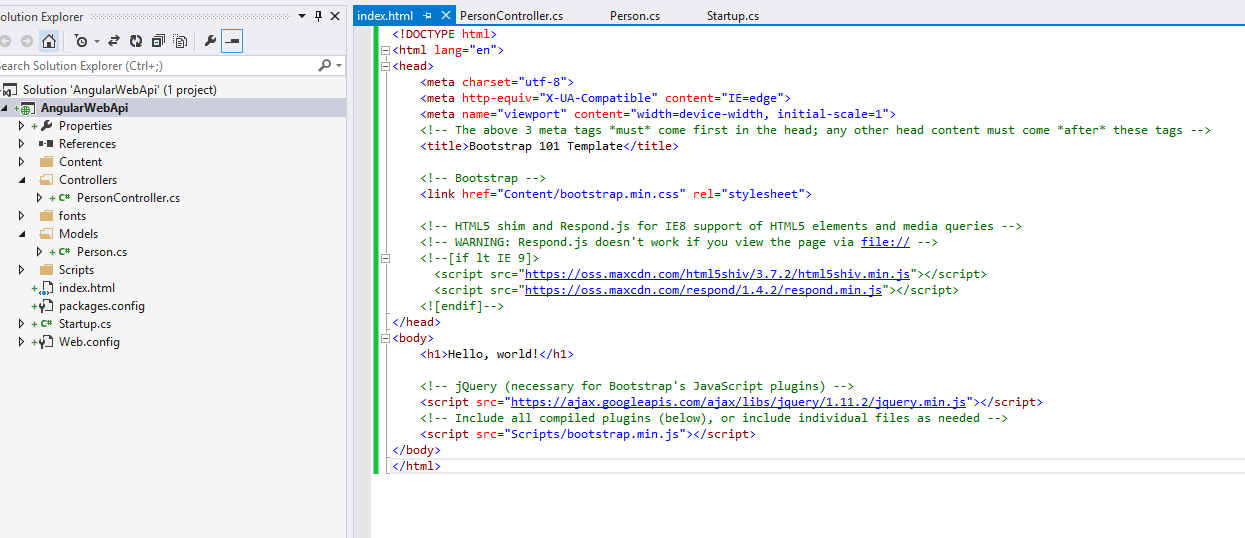 olution Explorer
earch Solution Explorer (Ctrl+;)
Solution 'AngularWebApi' (1 project)
AngularWebApi
Properties
References
Content
Controllers
C# PersonController.cs
fonts
Models
C# Person.cs
Scripts
index.html
packages.config
C# Startup.cs
Web.config
index.html PersonController.cs Person.cs Startup.cs
<!DOCTYPE html>
<html lang="en">
<head>
<meta charset="utf-8">
<meta http-equiv="X-UA-Compatible" content="IE=edge">
<meta name="viewport" content="width=device-width, initial-scale=1">
<!-- The above 3 meta tags *must* come first in the head; any other head content must come *after* these tags -->
<title>Bootstrap 101 Template</title>
<!-- Bootstrap -->
<link href="Content/bootstrap.min.css" rel="stylesheet">
<!-- HTML5 shim and Respond.js for IE8 support of HTML5 elements and media queries -->
<!-- WARNING: Respond.js doesn't work if you view the page via file:// -->
<!--[if lt IE 9]>
<script src="https://oss.maxcdn.com/html5shiv/3.7.2/html5shiv.min.js"></script>
<script src="https://oss.maxcdn.com/respond/1.4.2/respond.min.js"></script>
<![endif]-->
</head>
<body>
<h1>Hello, world!</h1>
<!-- jQuery (necessary for Bootstrap's JavaScript plugins) -->
<script src="https://ajax.googleapis.com/ajax/libs/jquery/1.11.2/jquery.min.js"></script>
<!-- Include all compiled plugins (below), or include individual files as needed -->
<script src="Scripts/bootstrap.min.js"></script>
</body>
</html>